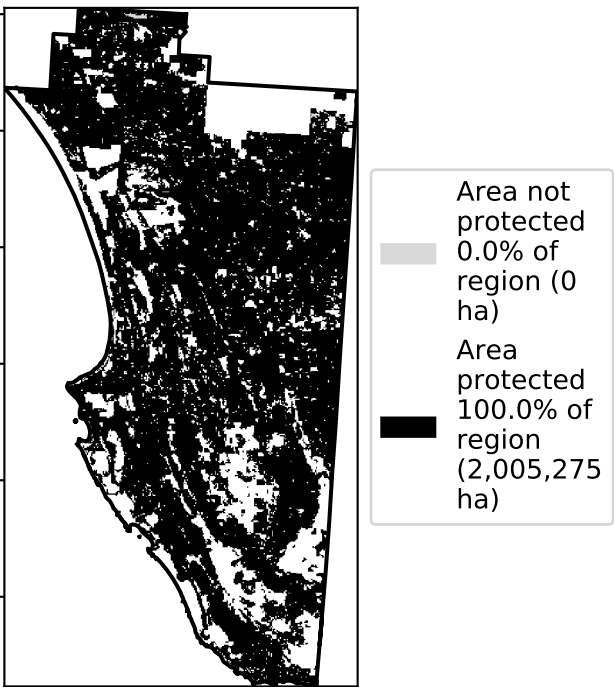 Area not
protected
0.0% of
region (0
ha)
Area
protected
100.0% of
region
(2,005,275
ha)